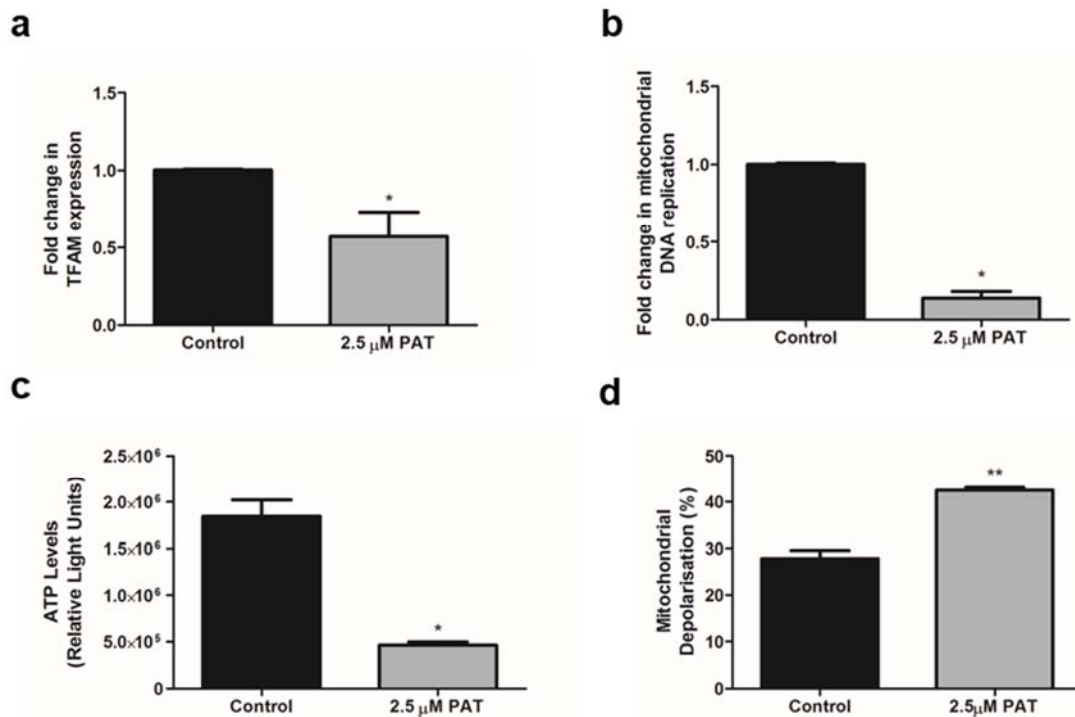 a
Fold change in
TFAM expression
1.5
1.0
0.5
0.0
*
Control
2.5 μM PAT
b
Fold change in mitochondrial
DNA replication
1.5
1.0
0.5
0.0
*
Control
2.5 μM PAT
c
ATP Levels
(Relative Light Units)
2.5×10⁶
2.0×10⁶
1.5×10⁶
1.0×10⁶
5.0×10⁵
0
*
Control
2.5 μM PAT
d
Mitochondrial
Depolarisation (%)
50
40
30
20
10
0
**
Control
2.5μM PAT